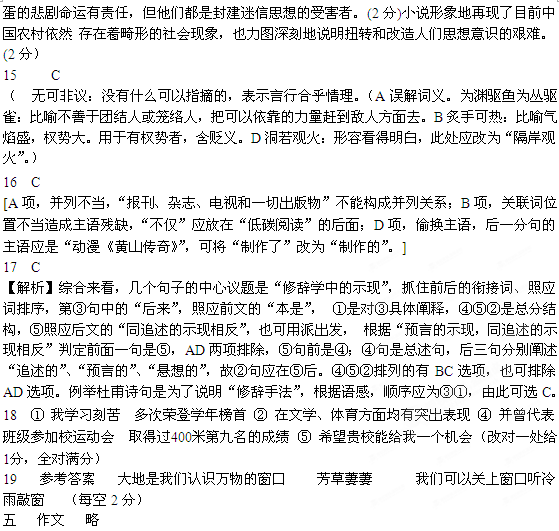 蛋的悲剧命运有责任，但他们都是封建迷信思想的受害者。(2 分)小说形象地再现了目前中
国农村依然 存在着畸形的社会现象，也力图深刻地说明扭转和改造人们思想意识的艰难。
(2 分)
15 C
（ 无可非议：没有什么可以指摘的，表示言行合乎情理。（A 误解词义。为渊驱鱼为丛驱
雀：比喻不善于团结人或笼络人，把可以依靠的力量赶到敌人方面去。B 炙手可热：比喻气
焰盛，权势大。用于有权势者，含贬义。D 洞若观火：形容看得明白，此处应改为“隔岸观
火”。）
16 C
[A 项，并列不当，“报刊、杂志、电视和一切出版物”不能构成并列关系；B 项，关联词位
置不当造成主语残缺，“不仅”应放在“低碳阅读”的后面；D 项，偷换主语，后一分句的
主语应是“动漫《黄山传奇》”，可将“制作了”改为“制作的”。]
17 C
【解析】综合来看，几个句子的中心议题是“修辞学中的示现”，抓住前后的衔接词、照应
词排序，第③句中的“后来”，照应前文的“本是”， ①是对③具体阐释，④⑤②是总分结
构，⑤照应后文的“同追述的示现相反”，也可用派出发， 根据“预言的示现，同追述的示
现相反”判定前面一句是⑤，AD 两项排除，⑤句前是④；④句是总述句，后三句分别阐述
“追述的”、“预言的”、“悬想的”，故②句应在⑤后。④⑤②排列的有 BC 选项，也可排除
AD 选项。例举杜甫诗句是为了说明“修辞手法”，根据语感，顺序应为③①，由此可选 C。
18 ① 我学习刻苦 多次荣登学年榜首 ② 在文学、体育方面均有突出表现 ④ 并曾代表
班级参加校运动会 取得过400米第九名的成绩 ⑤ 希望贵校能给我一个机会（改对一处给
1分，全对满分）
19 参考答案 大地是我们认识万物的窗口 芳草萋萋 我们可以关上窗口听泠
雨敲窗 （每空 2 分）
五 作文 略